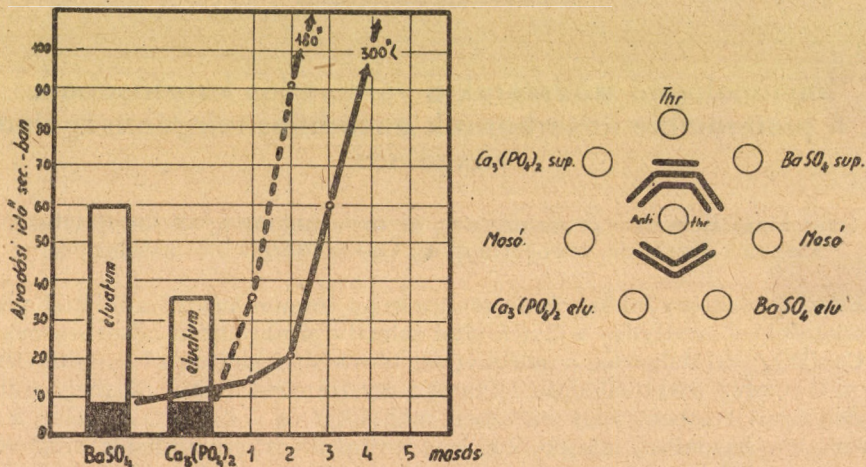 Alvadási idő sec.-ban
100
90
80
70
60
50
40
30
20
10
0
180"
300"
eluatum
eluatum
BaSO4
Ca3(PO4)2
1
2
3
4
5
mosás
Thr
Ca3(PO4)2 sup.
BaSO4 sup.
Anti thr
Mosó.
Mosó
Ca3(PO4)2 elu.
BaSO4 elu